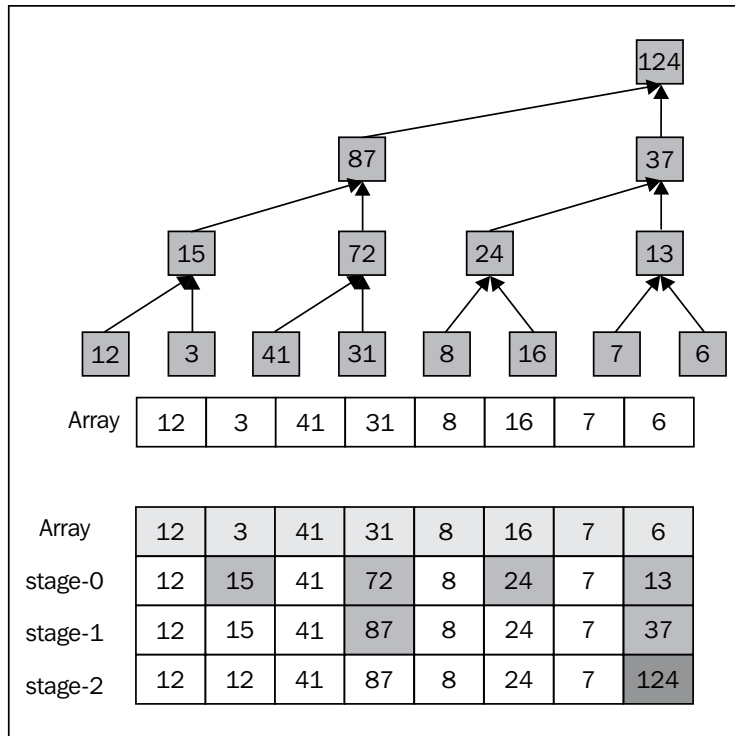 124
87 37
15 72 24 13
12 3 41 31 8 16 7 6
Array 12 3 41 31 8 16 7 6
Array 12 3 41 31 8 16 7 6
stage-0 12 15 41 72 8 24 7 13
stage-1 12 15 41 87 8 24 7 37
stage-2 12 12 41 87 8 24 7 124